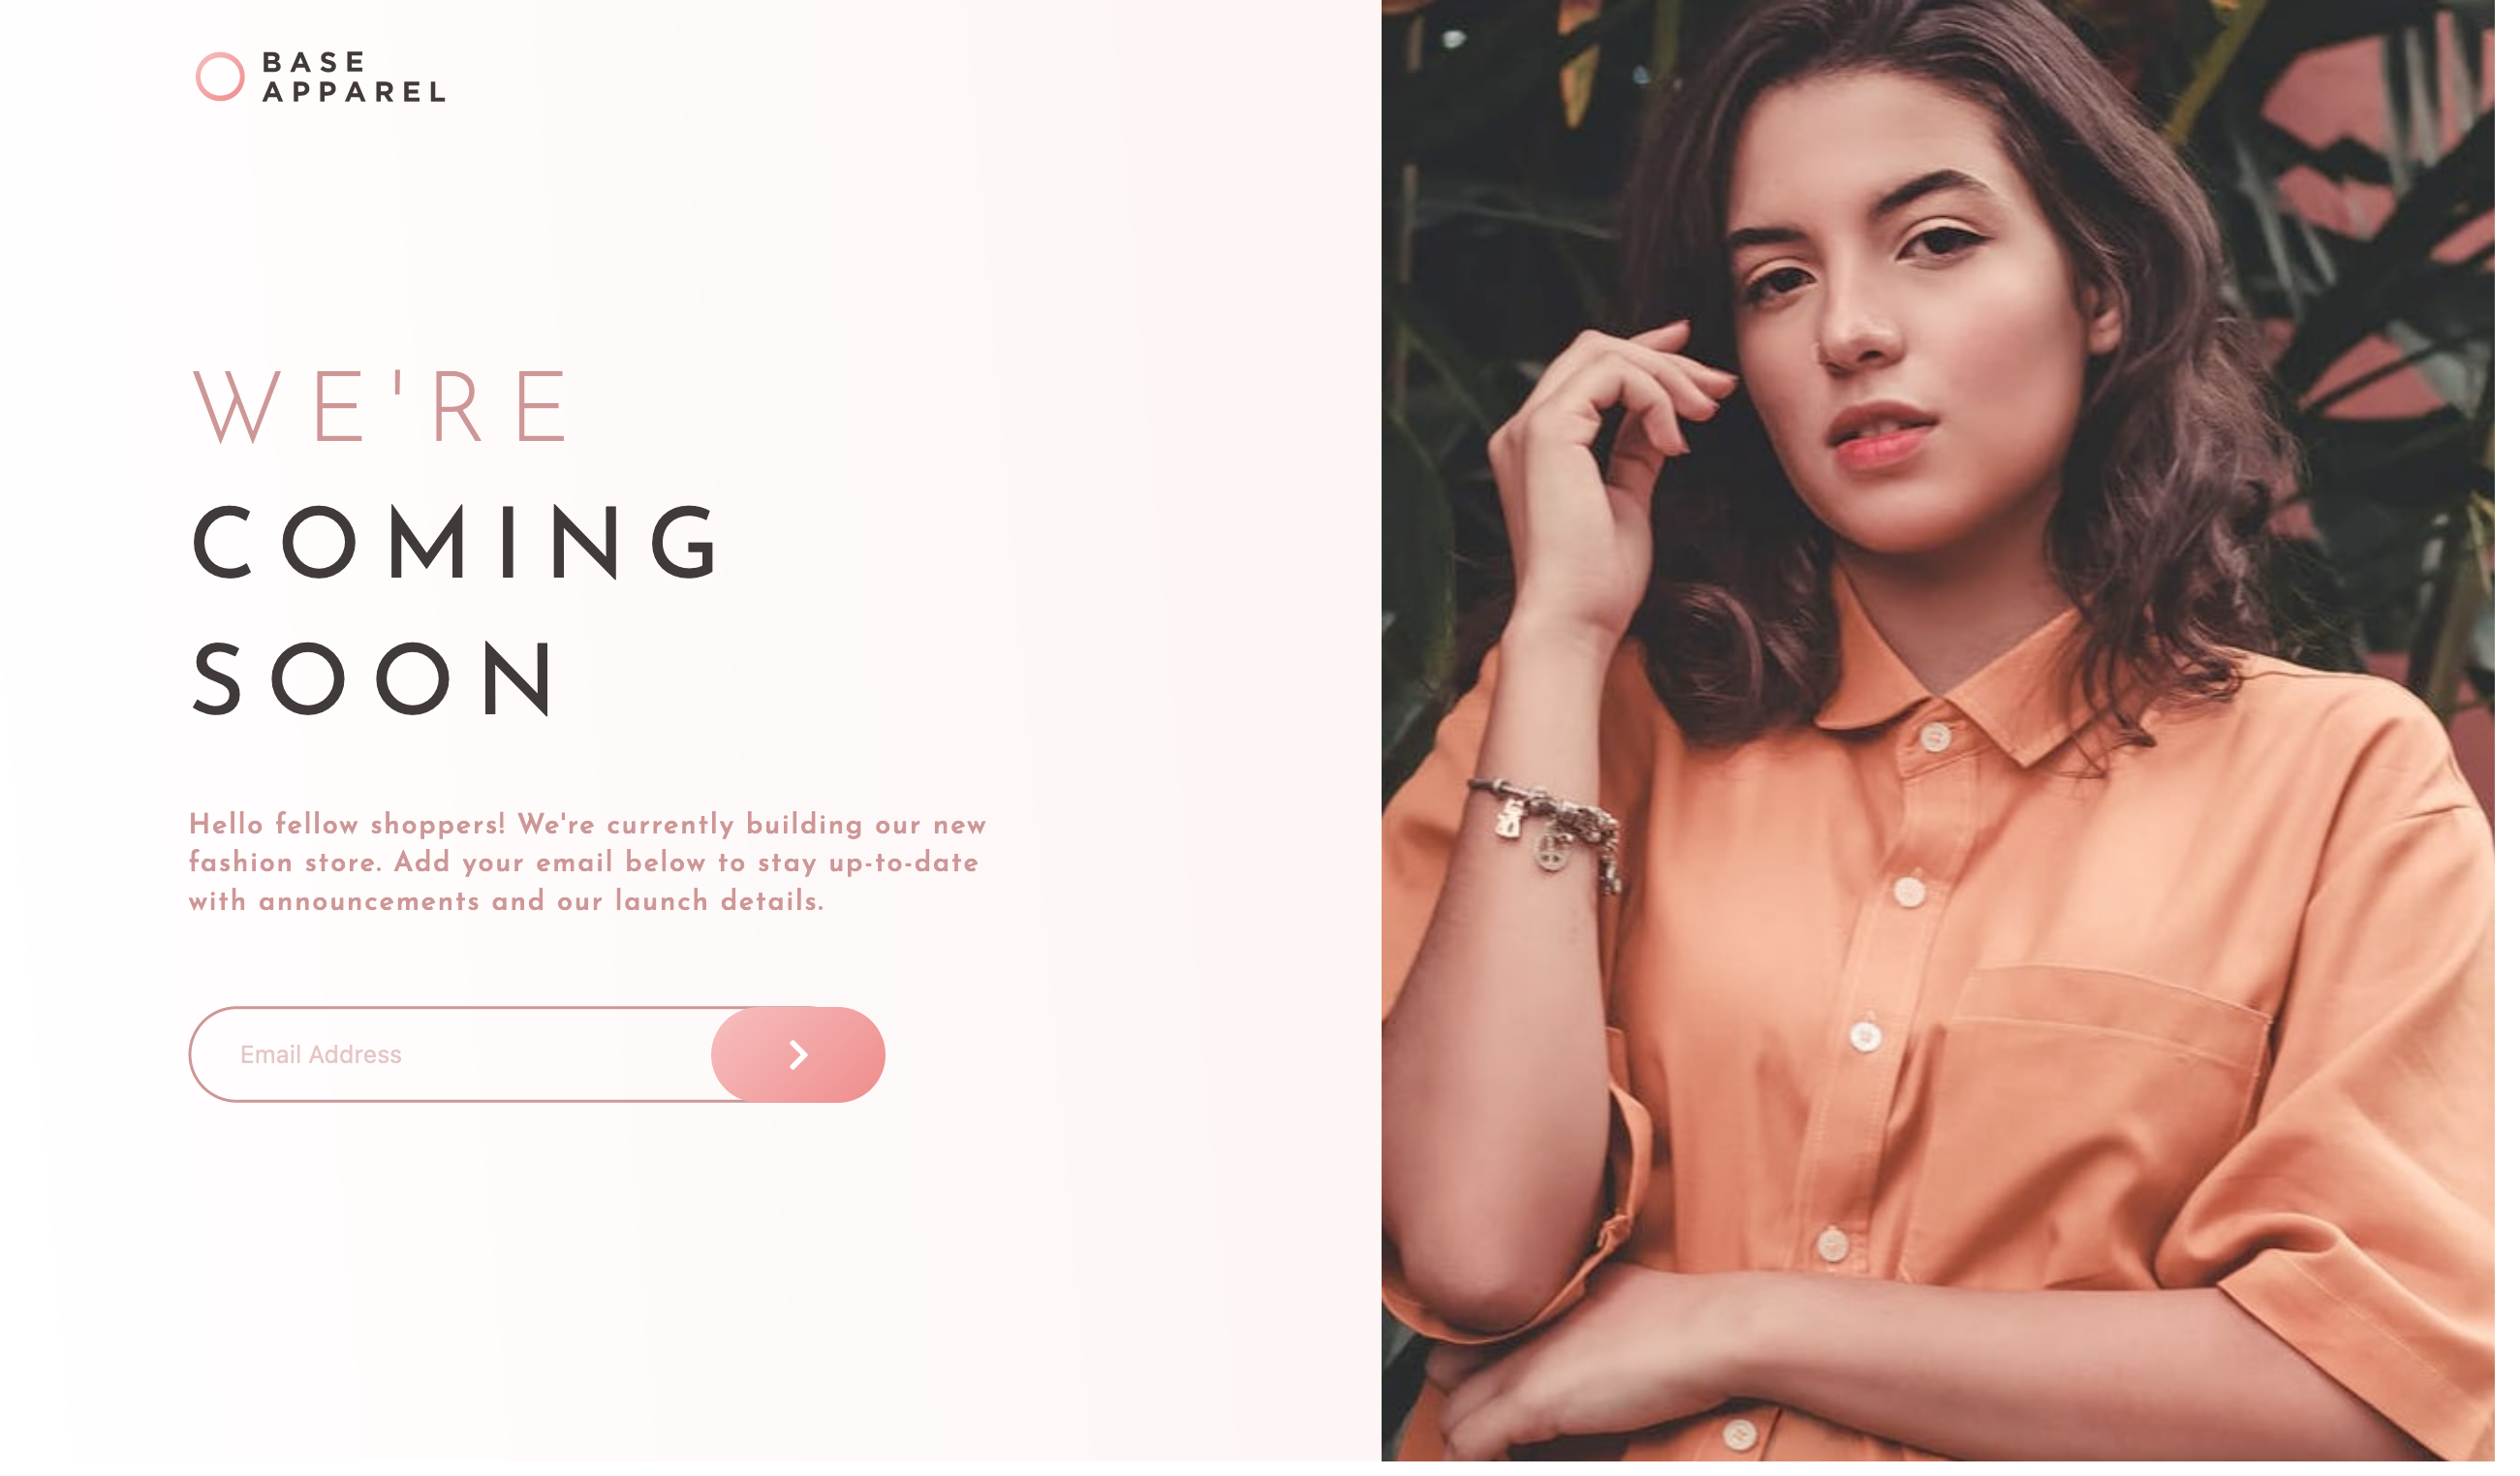 BASE
APPAREL
WE'RE
COMING
SOON
Hello fellow shoppers! We're currently building our new
fashion store. Add your email below to stay up-to-date
with announcements and our launch details.
Email Address